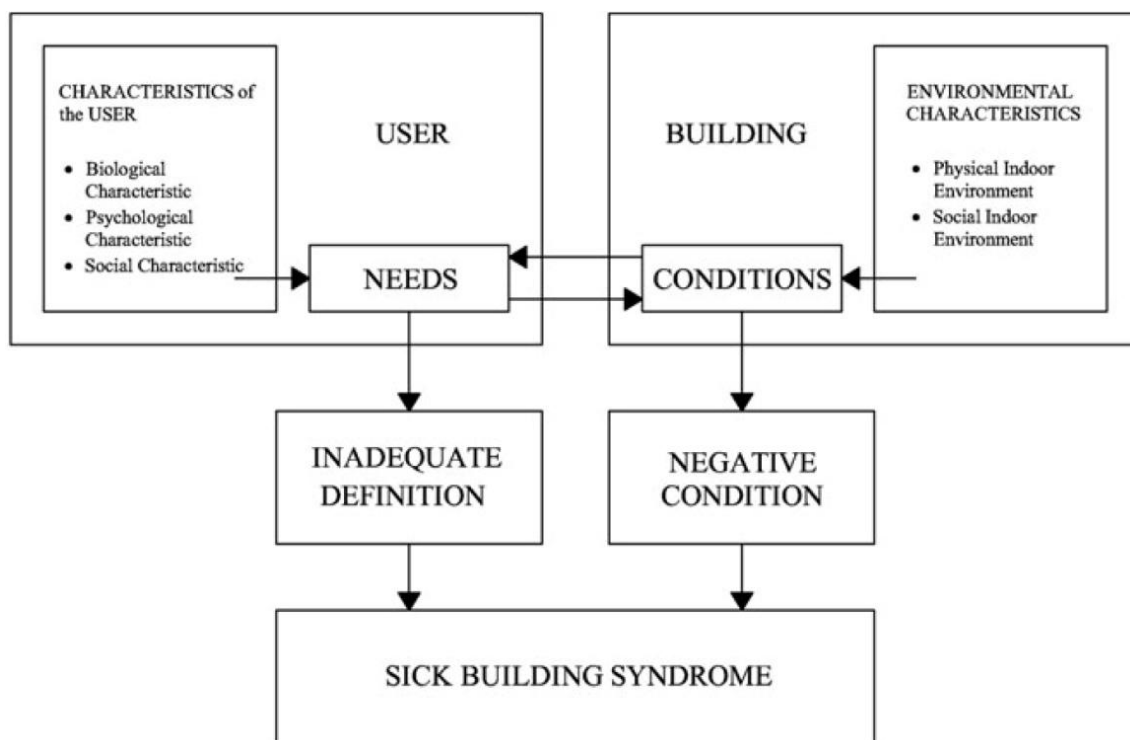 CHARACTERISTICS of
the USER
• Biological
Characteristic
• Psychological
Characteristic
• Social Characteristic
USER
NEEDS
BUILDING
CONDITIONS
ENVIRONMENTAL
CHARACTERISTICS
• Physical Indoor
Environment
• Social Indoor
Environment
INADEQUATE
DEFINITION
NEGATIVE
CONDITION
SICK BUILDING SYNDROME